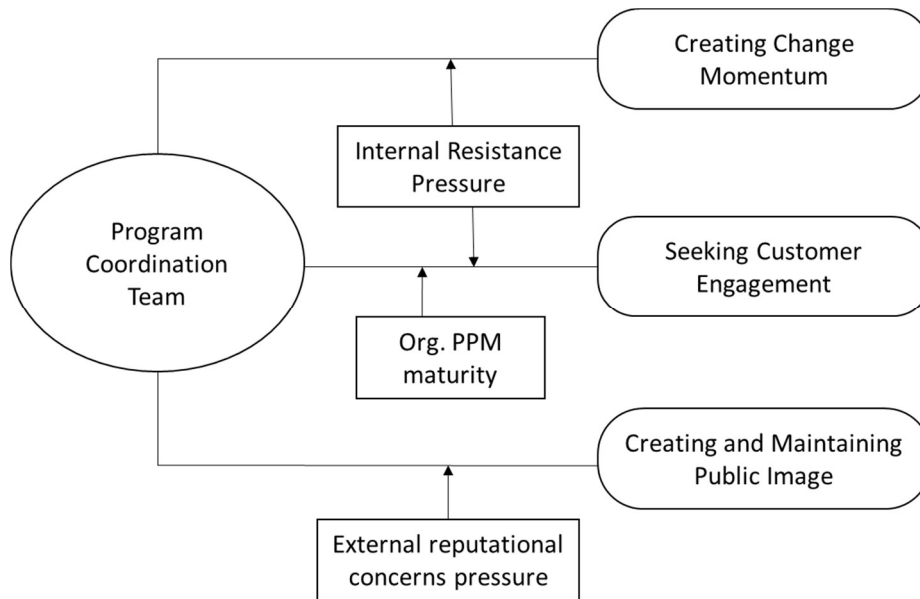 Creating Change
Momentum
Internal Resistance
Pressure
Program
Coordination
Team
Seeking Customer
Engagement
Org. PPM
maturity
Creating and Maintaining
Public Image
External reputational
concerns pressure